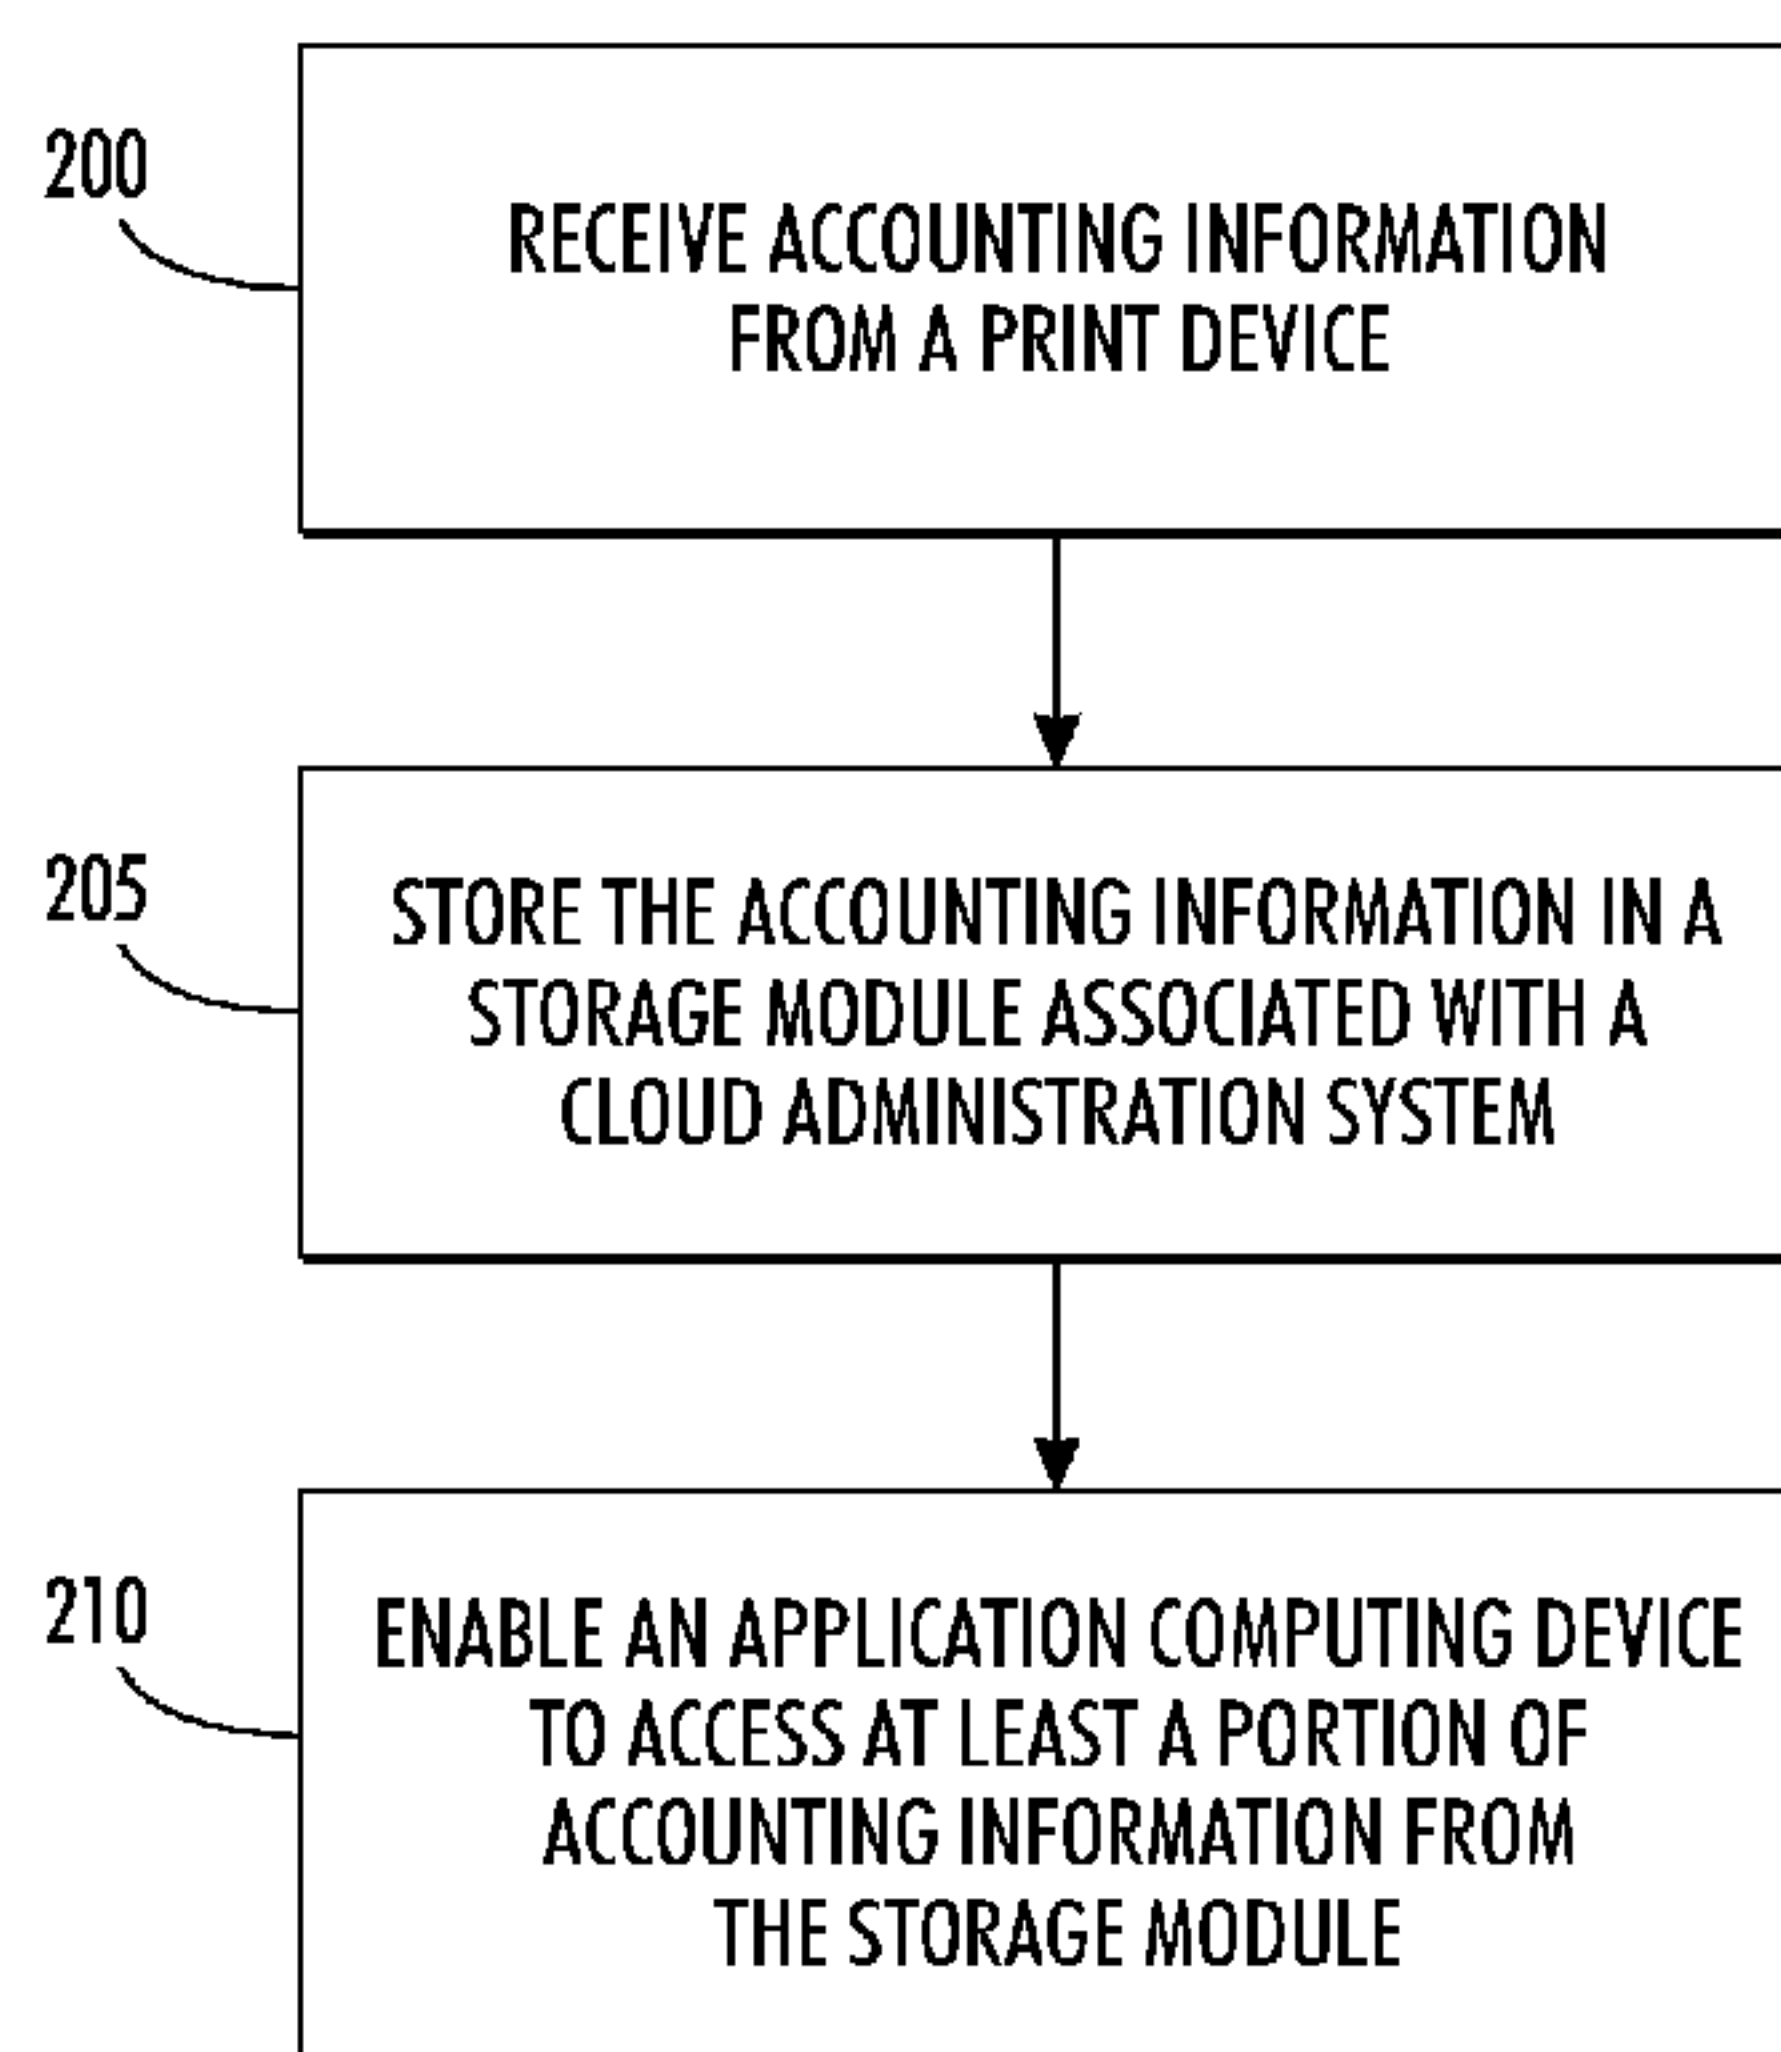 200
RECEIVE ACCOUNTING INFORMATION
FROM A PRINT DEVICE
205
STORE THE ACCOUNTING INFORMATION IN A
STORAGE MODULE ASSOCIATED WITH A
CLOUD ADMINISTRATION SYSTEM
210
ENABLE AN APPLICATION COMPUTING DEVICE
TO ACCESS AT LEAST A PORTION OF
ACCOUNTING INFORMATION FROM
THE STORAGE MODULE